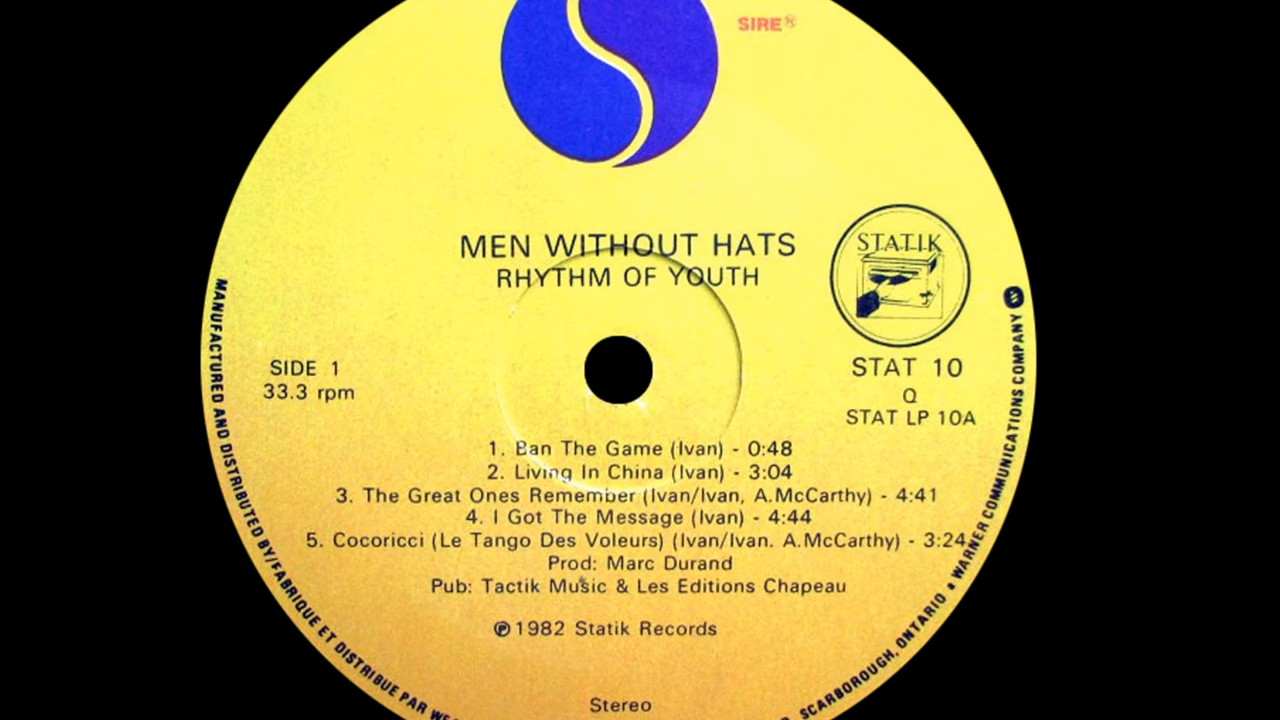 SIRE®
MEN WITHOUT HATS
RHYTHM OF YOUTH
STATIK
SIDE 1
33.3 rpm
STAT 10
Q
STAT LP 10A
1. Ban The Game (Ivan) - 0:48
2. Living In China (Ivan) - 3:04
3. The Great Ones Remember (Ivan/Ivan, A.McCarthy) - 4:41
4. I Got The Message (Ivan) - 4:44
5. Cocoricci (Le Tango Des Voleurs) (Ivan/Ivan. A.McCarthy) - 3:24
Prod: Marc Durand
Pub: Tactik Music & Les Editions Chapeau
℗1982 Statik Records
Stereo
MANUFACTURED AND DISTRIBUTED BY/FABRIQUE ET DISTRIBUE PAR
SCARBOROUGH, ONTARIO • WARNER COMMUNICATIONS COMPANY